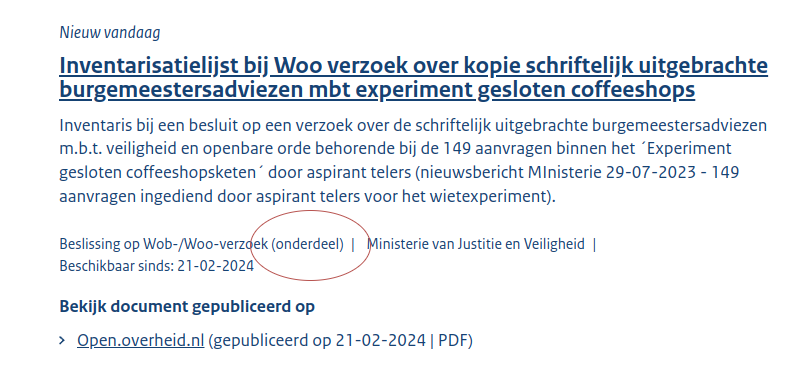 Nieuw vandaag
Inventarisatielijst bij Woo verzoek over kopie schriftelijk uitgebrachte
burgemeestersadviezen mbt experiment gesloten coffeeshops
Inventaris bij een besluit op een verzoek over de schriftelijk uitgebrachte burgemeestersadviezen
m.b.t. veiligheid en openbare orde behorende bij de 149 aanvragen binnen het ´Experiment
gesloten coffeeshopsketen´ door aspirant telers (nieuwsbericht MInisterie 29-07-2023 - 149
aanvragen ingediend door aspirant telers voor het wietexperiment).
Beslissing op Wob-/Woo-verzoek (onderdeel) | Ministerie van Justitie en Veiligheid |
Beschikbaar sinds: 21-02-2024
Bekijk document gepubliceerd op
> Open.overheid.nl (gepubliceerd op 21-02-2024 | PDF)